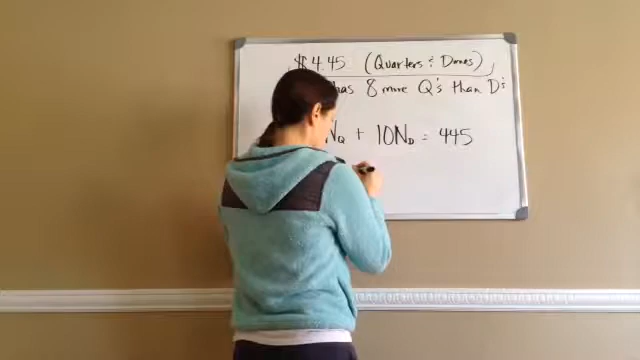 $4.45 (Quarters & Dimes)
has 8 more Q's than D's
N_Q + 10N_D = 445